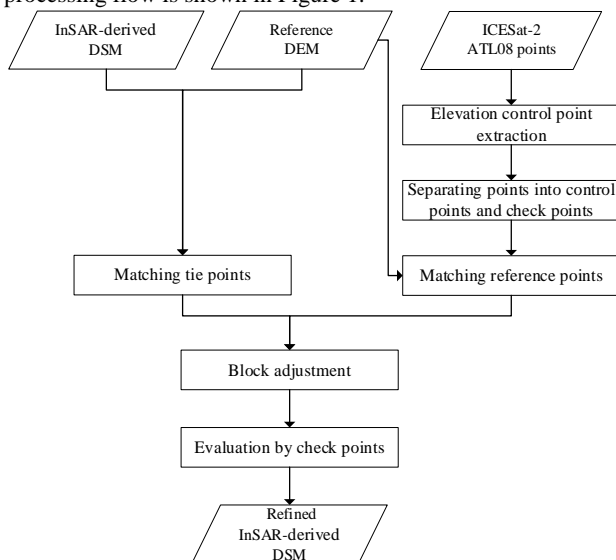 processing flow is shown in Figure 1.
InSAR-derived
DSM
Reference
DEM
ICESat-2
ATL08 points
Elevation control point
extraction
Separating points into control
points and check points
Matching tie points
Matching reference points
Block adjustment
Evaluation by check points
Refined
InSAR-derived
DSM